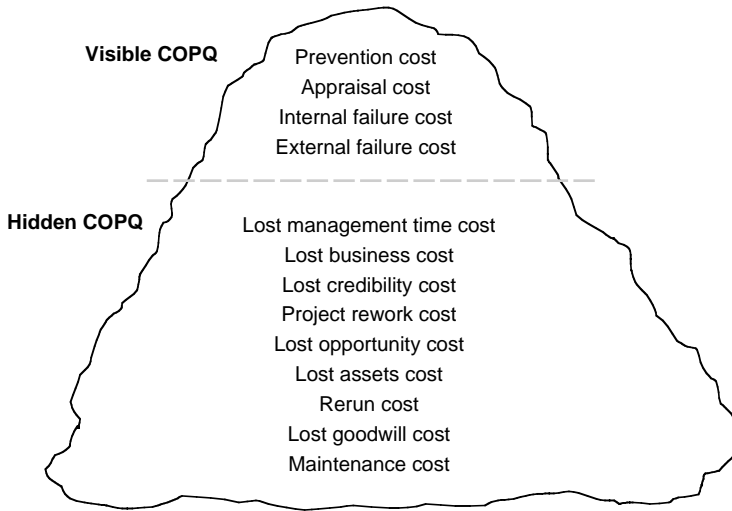 Visible COPQ
Prevention cost
Appraisal cost
Internal failure cost
External failure cost
Hidden COPQ
Lost management time cost
Lost business cost
Lost credibility cost
Project rework cost
Lost opportunity cost
Lost assets cost
Rerun cost
Lost goodwill cost
Maintenance cost